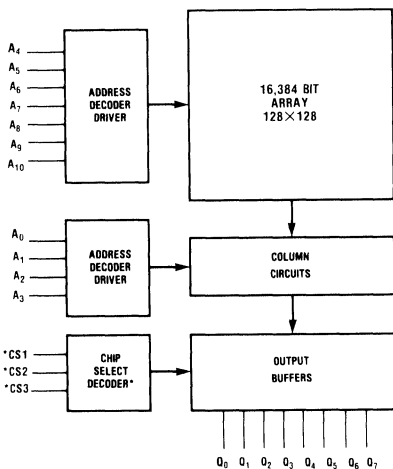 A4
A5
A6
A7
A8
A9
A10
ADDRESS
DECODER
DRIVER
16,384 BIT
ARRAY
128×128
A0
A1
A2
A3
ADDRESS
DECODER
DRIVER
COLUMN
CIRCUITS
*CS1
*CS2
*CS3
CHIP
SELECT
DECODER*
OUTPUT
BUFFERS
Q0 Q1 Q2 Q3 Q4 Q5 Q6 Q7